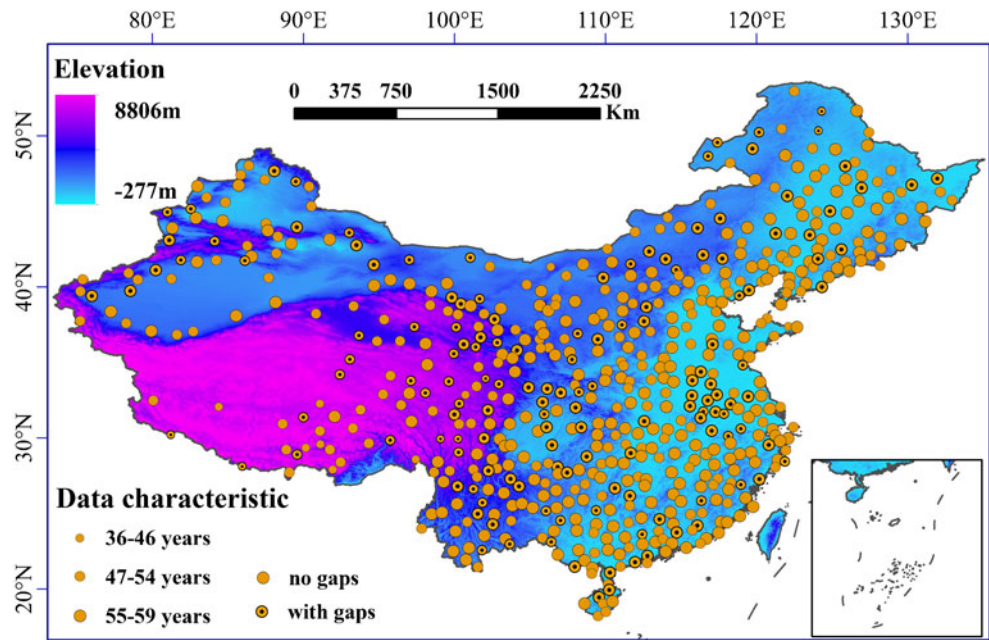 80°E 90°E 100°E 110°E 120°E 130°E
Elevation
8806m
-277m
0 375 750 1500 2250
Km
50°N
40°N
30°N
20°N
Data characteristic
36-46 years
47-54 years
55-59 years
no gaps
with gaps